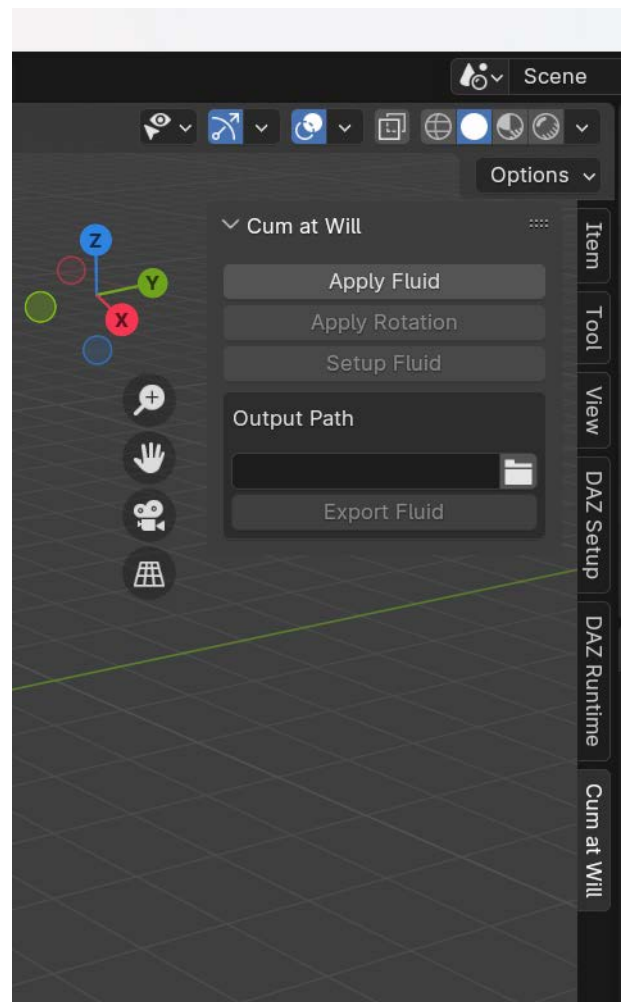 Scene
Options
Cum at Will
Apply Fluid
Apply Rotation
Setup Fluid
Output Path
Export Fluid
Z
Y
X
Item
Tool
View
DAZ Setup
DAZ Runtime
Cum at Will